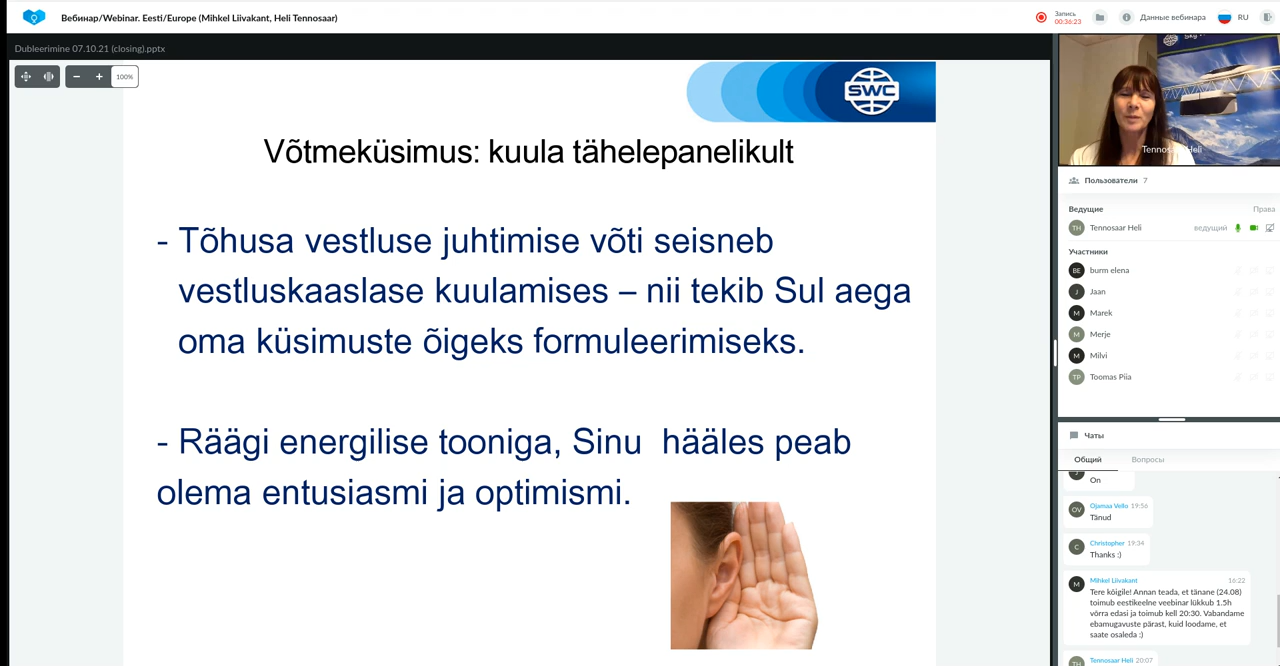 Вебинар/Webinar. Eesti/Europe (Mihkel Liivakant, Heli Tennosaar)
Запись
00:36:23
Данные вебинара
RU
Dubleerimine 07.10.21 (closing).pptx
100%
SWC
Võtmeküsimus: kuula tähelepanelikult
- Tõhusa vestluse juhtimise võti seisneb
vestluskaaslase kuulamises – nii tekib Sul aega
oma küsimuste õigeks formuleerimiseks.
- Räägi energilise tooniga, Sinu hääles peab
olema entusiasmi ja optimismi.
Tennosaar Heli
Пользователи 7
Ведущие Права
TH Tennosaar Heli ведущий
Участники
BE burm elena
J Jaan
M Marek
M Merje
M Milvi
TP Toomas Piia
Чаты
Общий Вопросы
On
OV Ojamaa Vello 19:56
Tänud
C Christopher 19:34
Thanks :)
M Mihkel Liivakant 16:22
Tere kõigile! Annan teada, et tänane (24.08)
toimub eestikeelne veebinar lükkub 1.5h
võrra edasi ja toimub kell 20:30. Vabandame
ebamugavuste pärast, kuid loodame, et
saate osaleda :)
TH Tennosaar Heli 20:07